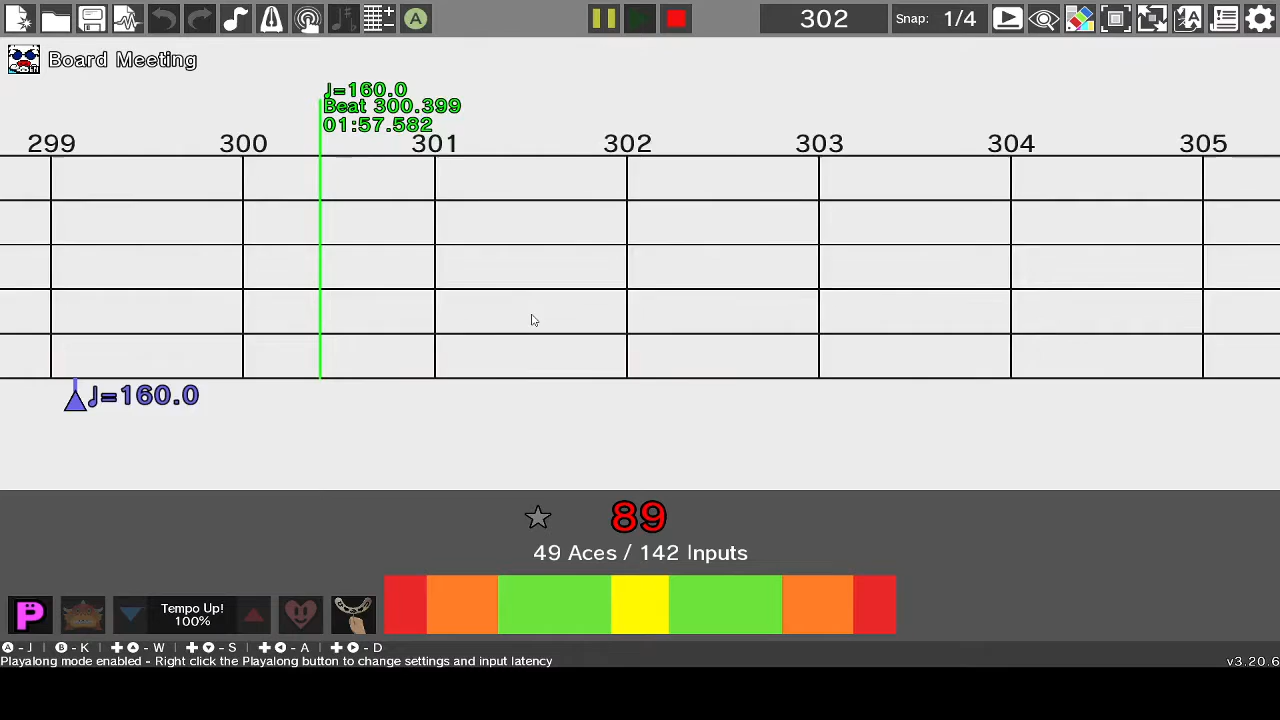 302
Snap: 1/4
A
Board Meeting
♩=160.0
Beat 300.399
01:57.582
299 300 301 302 303 304 305
♩=160.0
89
49 Aces / 142 Inputs
P
Tempo Up!
100%
A - J | B - K | - W | - S | - A | - D
Playalong mode enabled - Right click the Playalong button to change settings and input latency
v3.20.6